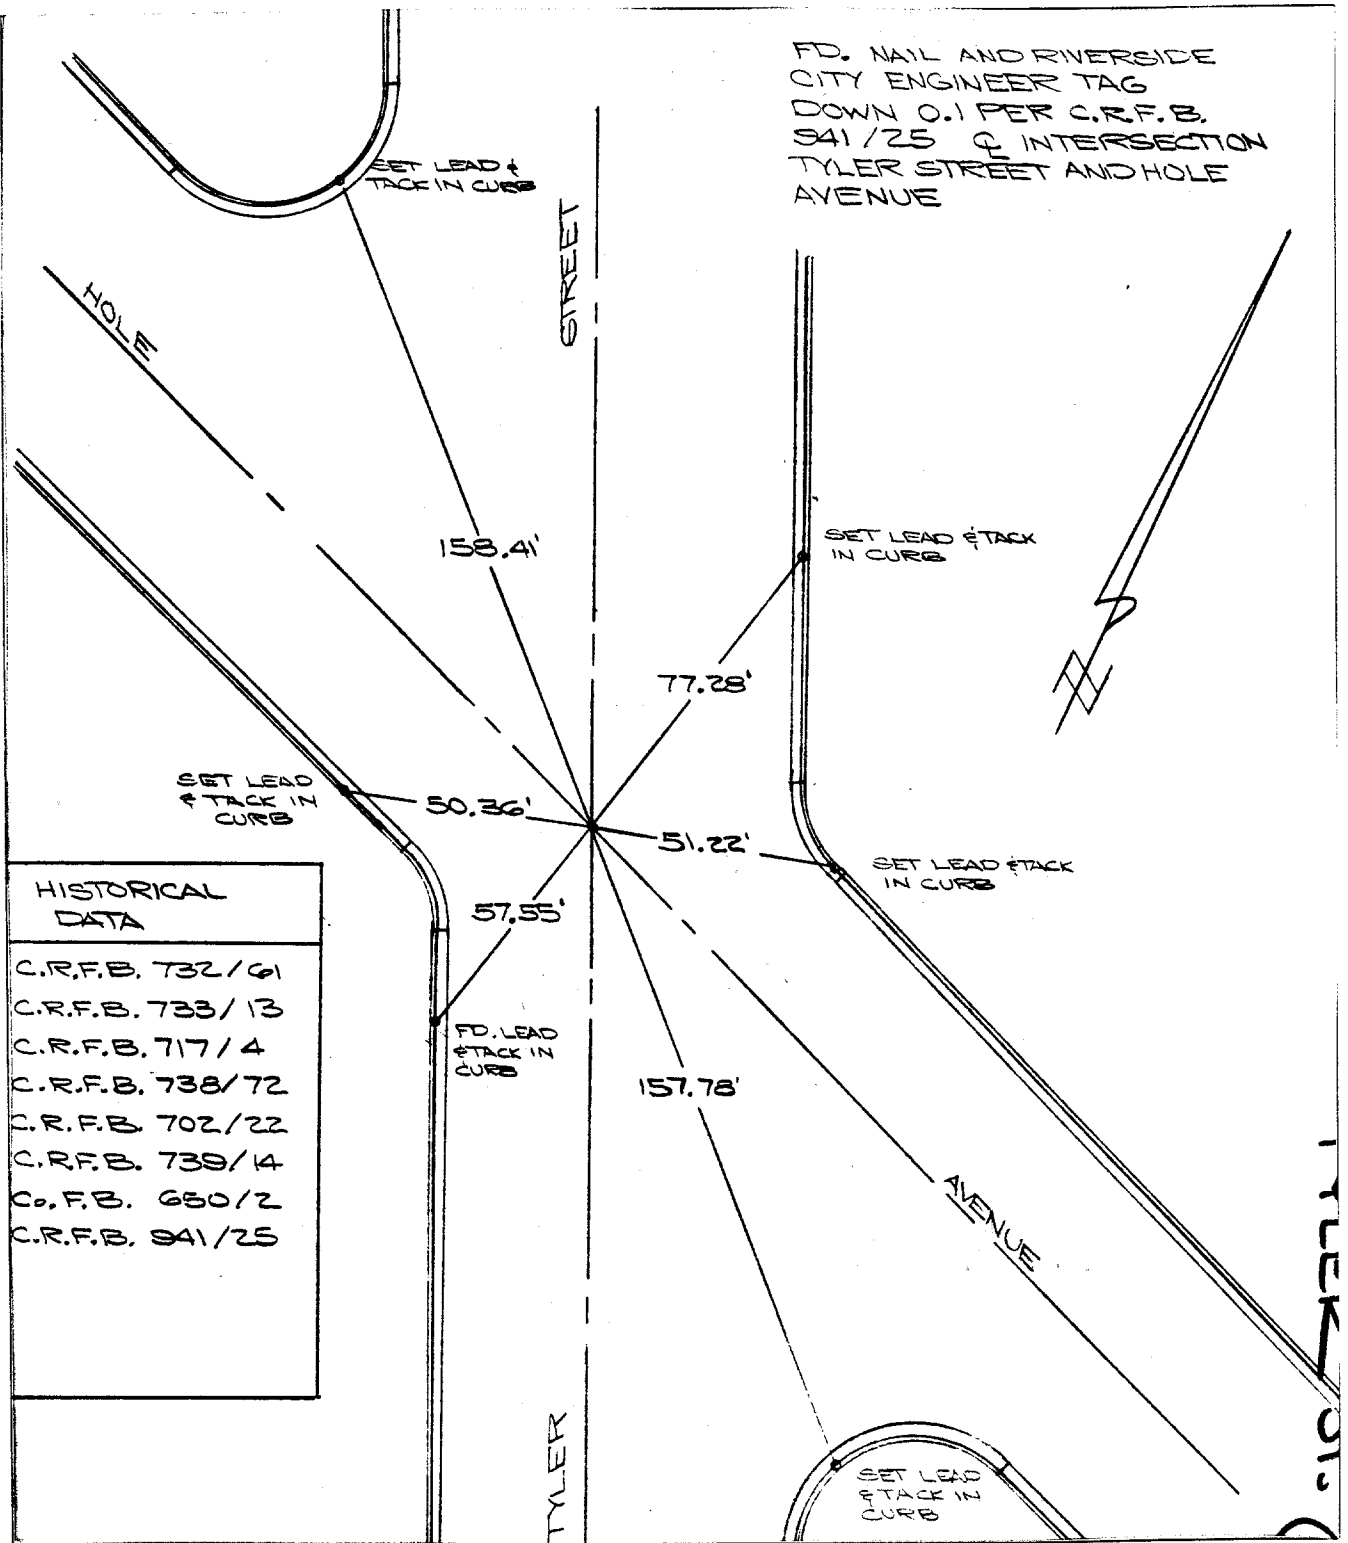 FD. NAIL AND RIVERSIDE
CITY ENGINEER TAG
DOWN 0.1 PER C.R.F.B.
941/25 ℄ INTERSECTION
TYLER STREET AND HOLE
AVENUE
SET LEAD &
TACK IN CURB
STREET
HOLE
158.41'
SET LEAD & TACK
IN CURB
77.28'
SET LEAD
& TACK IN
CURB
50.36'
51.22'
SET LEAD & TACK
IN CURB
57.55'
FD. LEAD
& TACK IN
CURB
157.78'
HISTORICAL
DATA
C.R.F.B. 732/61
C.R.F.B. 733/13
C.R.F.B. 717/4
C.R.F.B. 738/72
C.R.F.B. 702/22
C.R.F.B. 739/14
Co.F.B. 650/2
C.R.F.B. 941/25
AVENUE
TYLER
SET LEAD
& TACK IN
CURB
TYLER ST. (